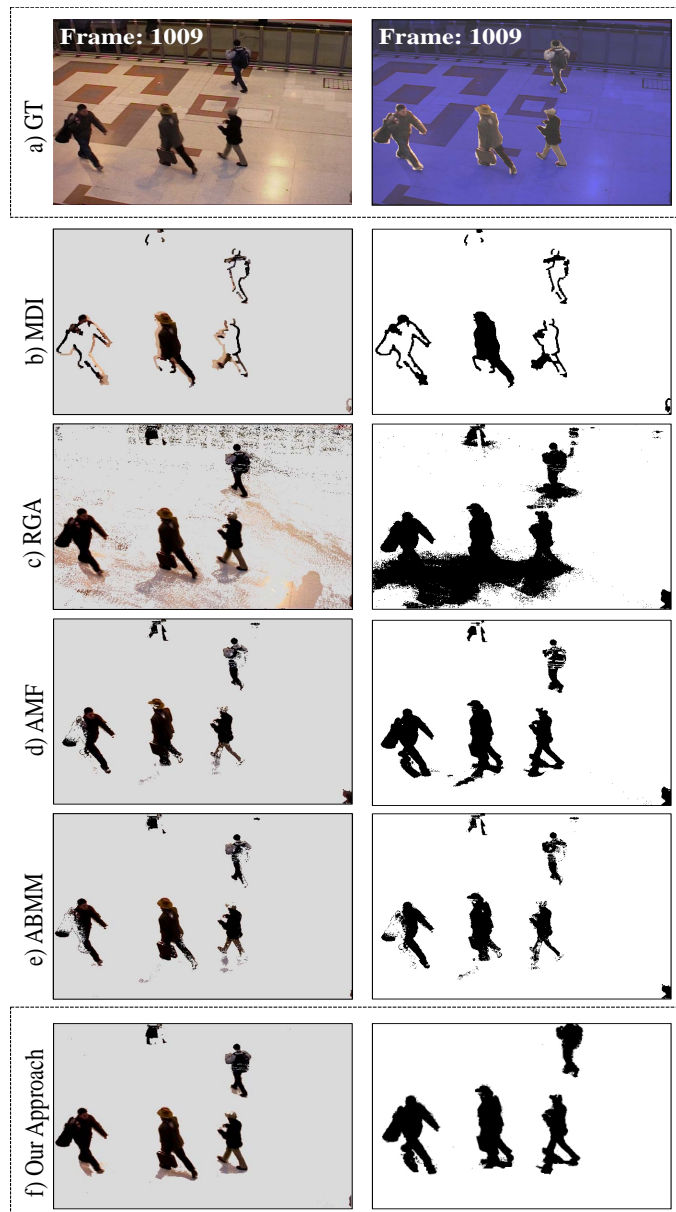 a) GT
Frame: 1009
Frame: 1009
b) MDI
c) RGA
d) AMF
e) ABMM
f) Our Approach